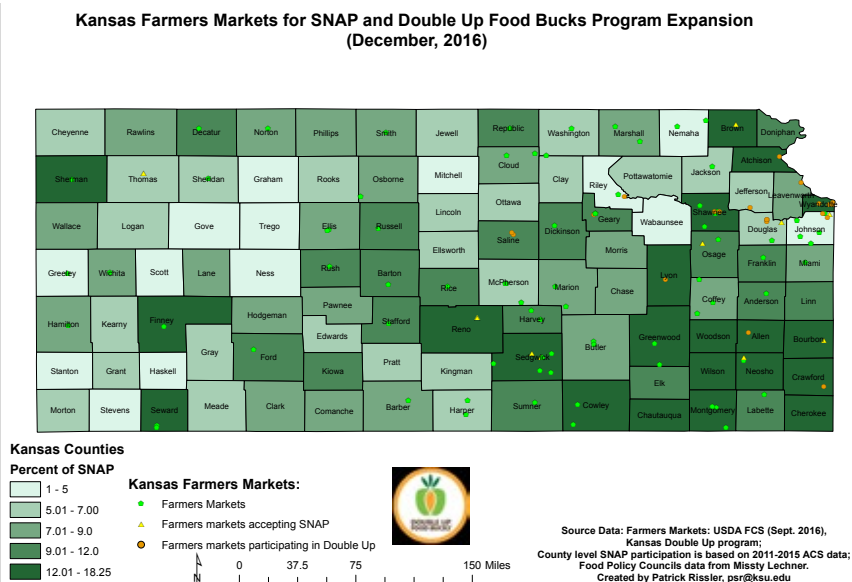 Kansas Farmers Markets for SNAP and Double Up Food Bucks Program Expansion
(December, 2016)
Cheyenne Rawlins Decatur Norton Phillips Smith Jewell Republic Washington Marshall Nemaha Brown Doniphan
Sherman Thomas Sheridan Graham Rooks Osborne Mitchell Cloud Clay Riley Pottawatomie Jackson Atchison
Jefferson Leavenworth Wyandotte
Wallace Logan Gove Trego Ellis Russell Lincoln Ottawa Saline Dickinson Geary Wabaunsee Shawnee Douglas Johnson
Greeley Wichita Scott Lane Ness Rush Barton Ellsworth Rice McPherson Marion Morris Chase Lyon Osage Franklin Miami
Hamilton Kearny Finney Hodgeman Pawnee Stafford Reno Harvey Coffey Anderson Linn
Gray Ford Edwards Kiowa Pratt Kingman Sedgwick Butler Greenwood Woodson Allen Bourbon
Stanton Grant Haskell Elk Wilson Neosho Crawford
Morton Stevens Seward Meade Clark Comanche Barber Harper Sumner Cowley Chautauqua Montgomery Labette Cherokee
Kansas Counties
Percent of SNAP
1 - 5
5.01 - 7.00
7.01 - 9.0
9.01 - 12.0
12.01 - 18.25
Kansas Farmers Markets:
Farmers Markets
Farmers markets accepting SNAP
Farmers markets participating in Double Up
DOUBLE UP
FOOD BUCKS
N
0 37.5 75 150 Miles
Source Data: Farmers Markets: USDA FCS (Sept. 2016),
Kansas Double Up program;
County level SNAP participation is based on 2011-2015 ACS data;
Food Policy Councils data from Missty Lechner.
Created by Patrick Rissler, psr@ksu.edu